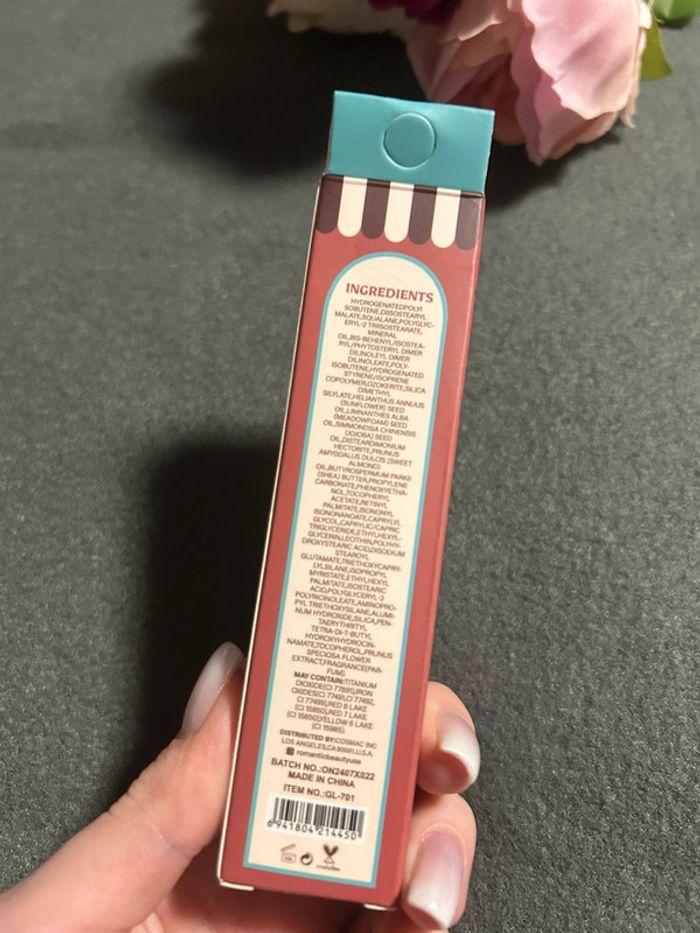 INGREDIENTS
HYDROGENATEDPOLYI
SOBUTENE,DIISOSTEARYL
MALATE,SQUALANE,POLYGLYC-
ERYL-2 TRIISOSTEARATE,
MINERAL
OIL,BIS-BEHENYL/ISOSTEA-
RYL/PHYTOSTERYL DIMER
DILINOLEYL DIMER
DILINOLEATE,POLY-
ISOBUTENE,HYDROGENATED
STYRENE/ISOPRENE
COPOLYMER,OZOKERITE,SILICA
DIMETHYL
SILYLATE,HELIANTHUS ANNUUS
(SUNFLOWER) SEED
OIL,LIMNANTHES ALBA
(MEADOWFOAM) SEED
OIL,SIMMONDSIA CHINENSIS
(JOJOBA) SEED
OIL,DISTEARDIMONIUM
HECTORITE,PRUNUS
AMYGDALUS DULCIS (SWEET
ALMOND)
OIL,BUTYROSPERMUM PARKII
(SHEA) BUTTER,PROPYLENE
CARBONATE,PHENOXYETHA-
NOL,TOCOPHERYL
ACETATE,RETINYL
PALMITATE,ISONONYL
ISONONANOATE,CAPRYLYL
GLYCOL,CAPRYLIC/CAPRIC
TRIGLYCERIDE,ETHYLHEXYL-
GLYCERIN,LECITHIN,POLYHY-
DROXYSTEARIC ACID,DISODIUM
STEAROYL
GLUTAMATE,TRIETHOXYCAPRY-
LYLSILANE,ISOPROPYL
MYRISTATE,ETHYLHEXYL
PALMITATE,ISOSTEARIC
ACID,POLYGLYCERYL-3
POLYRICINOLEATE,AMINOPRO-
PYL TRIETHOXYSILANE,ALUMI-
NUM HYDROXIDE,SILICA,PEN-
TAERYTHRITYL
TETRA-DI-T-BUTYL
HYDROXYHYDROCIN-
NAMATE,TOCOPHEROL,PRUNUS
SPECIOSA FLOWER
EXTRACT,FRAGRANCE(PAR-
FUM).
MAY CONTAIN:TITANIUM
DIOXIDE(CI 77891),IRON
OXIDES(CI 77491,CI 77492,
CI 77499),RED 6 LAKE
(CI 15850),RED 7 LAKE
(CI 15850),YELLOW 6 LAKE
(CI 15985).
DISTRIBUTED BY:COSMAC INC
LOS ANGELES,CA90001,U.S.A.
romanticbeautyusa
BATCH NO.:ON2407X022
MADE IN CHINA
ITEM NO.:GL-701
6 941804 214450